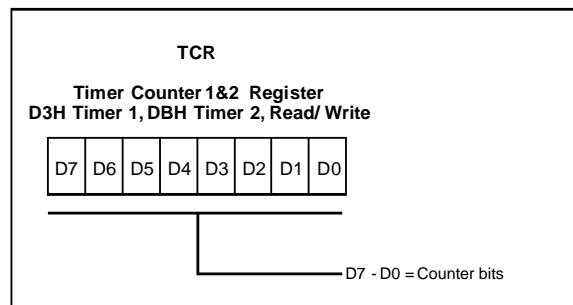 TCR
Timer Counter 1&2 Register
D3H Timer 1, DBH Timer 2, Read/ Write
D7 D6 D5 D4 D3 D2 D1 D0
D7 - D0 = Counter bits